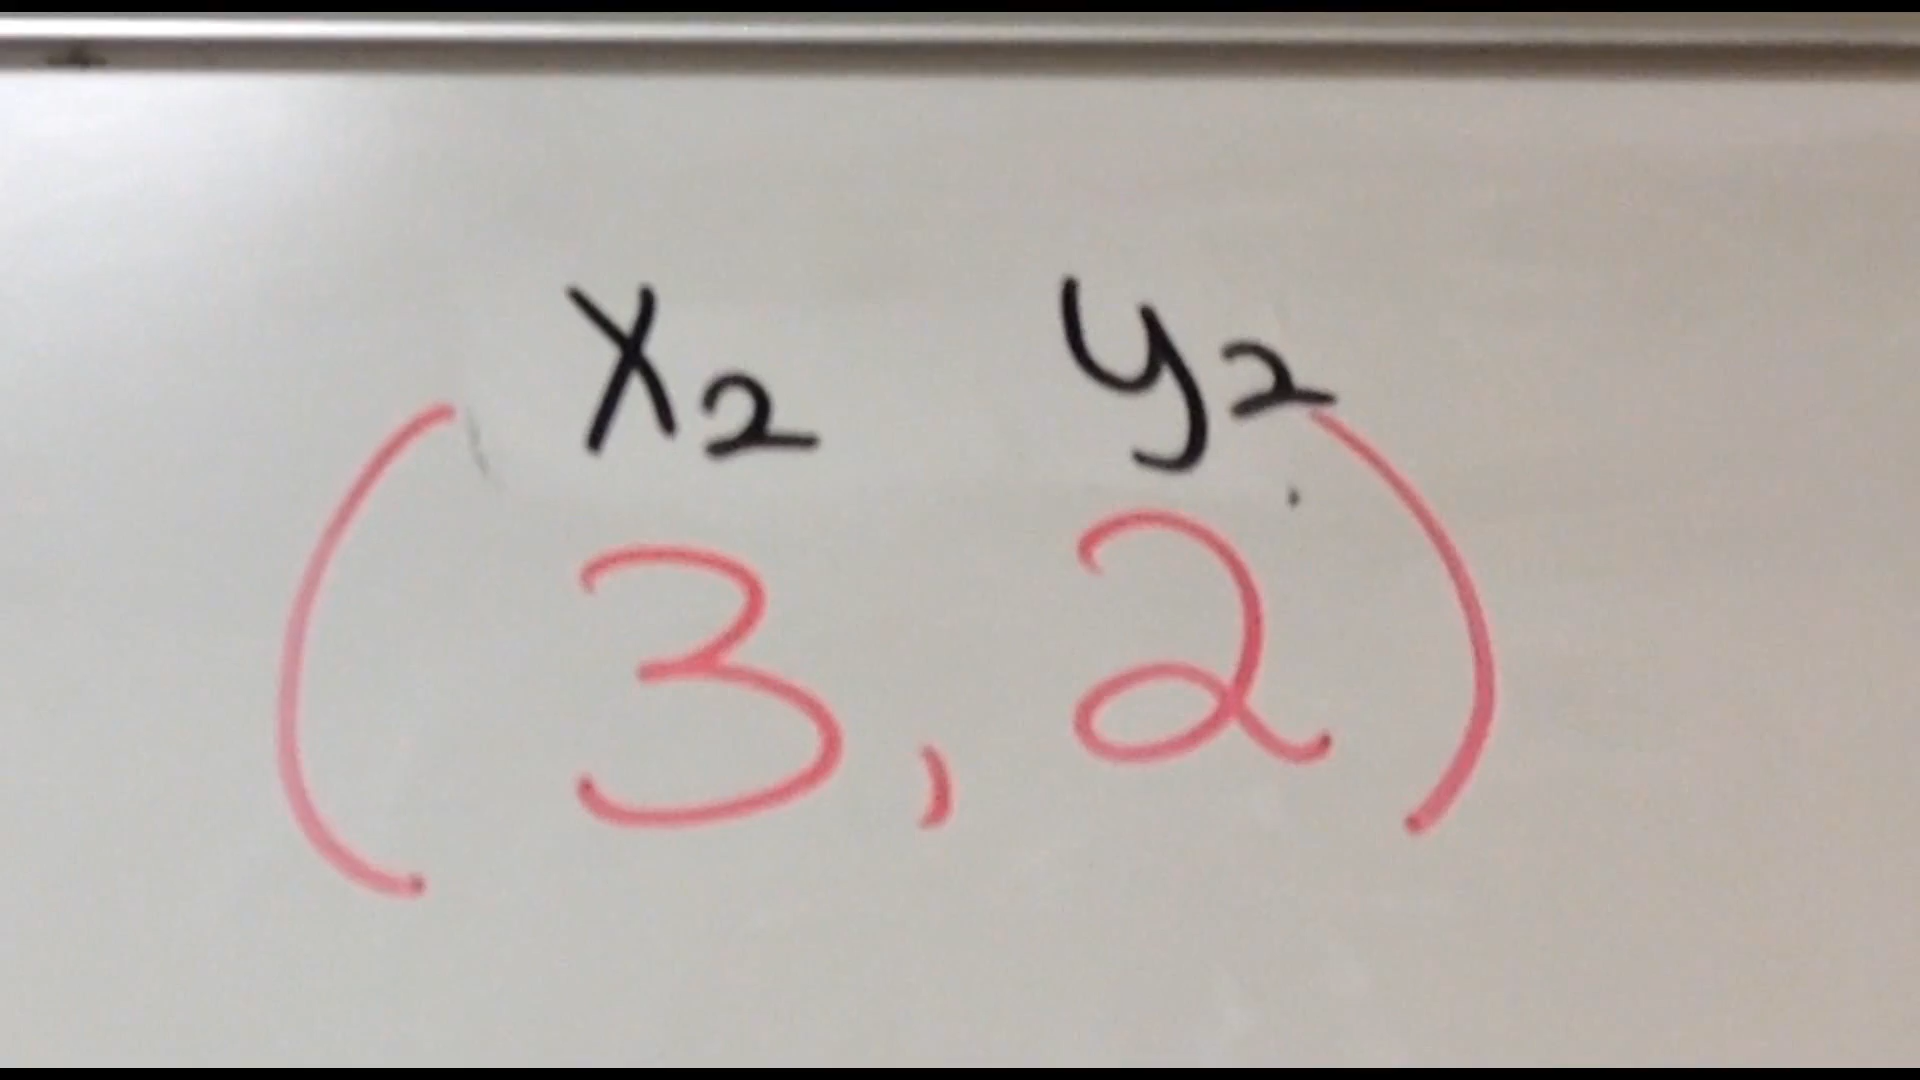 x₂ y₂
(3, 2)